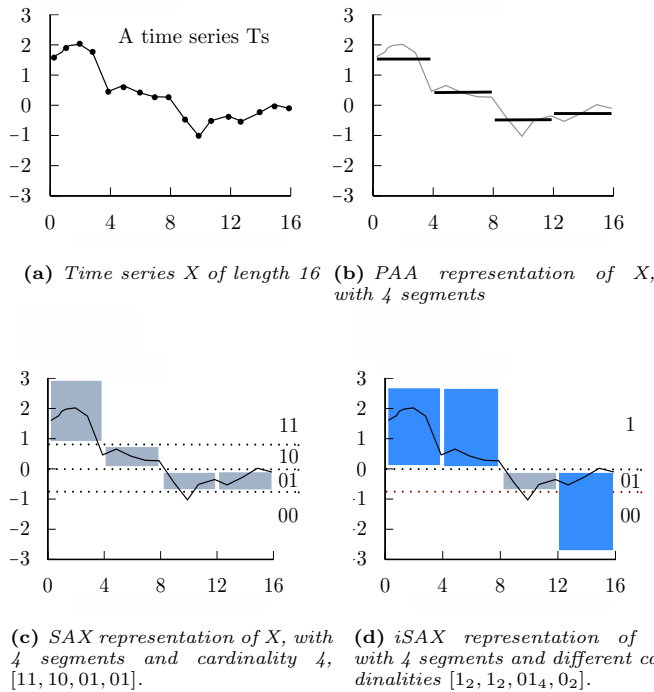 3
2
1
0
−1
−2
−3
0 4 8 12 16
A time series Ts
3
2
1
0
−1
−2
−3
0 4 8 12 16
(a) Time series X of length 16
(b) PAA representation of X,
with 4 segments
3
2
1
0
−1
−2
−3
0 4 8 12 16
11
10
01
00
3
2
1
0
−1
−2
−3
0 4 8 12 16
1
01
00
(c) SAX representation of X, with
4 segments and cardinality 4,
[11, 10, 01, 01].
(d) iSAX representation of
with 4 segments and different ca
dinalities [1₂, 1₂, 01₄, 0₂].